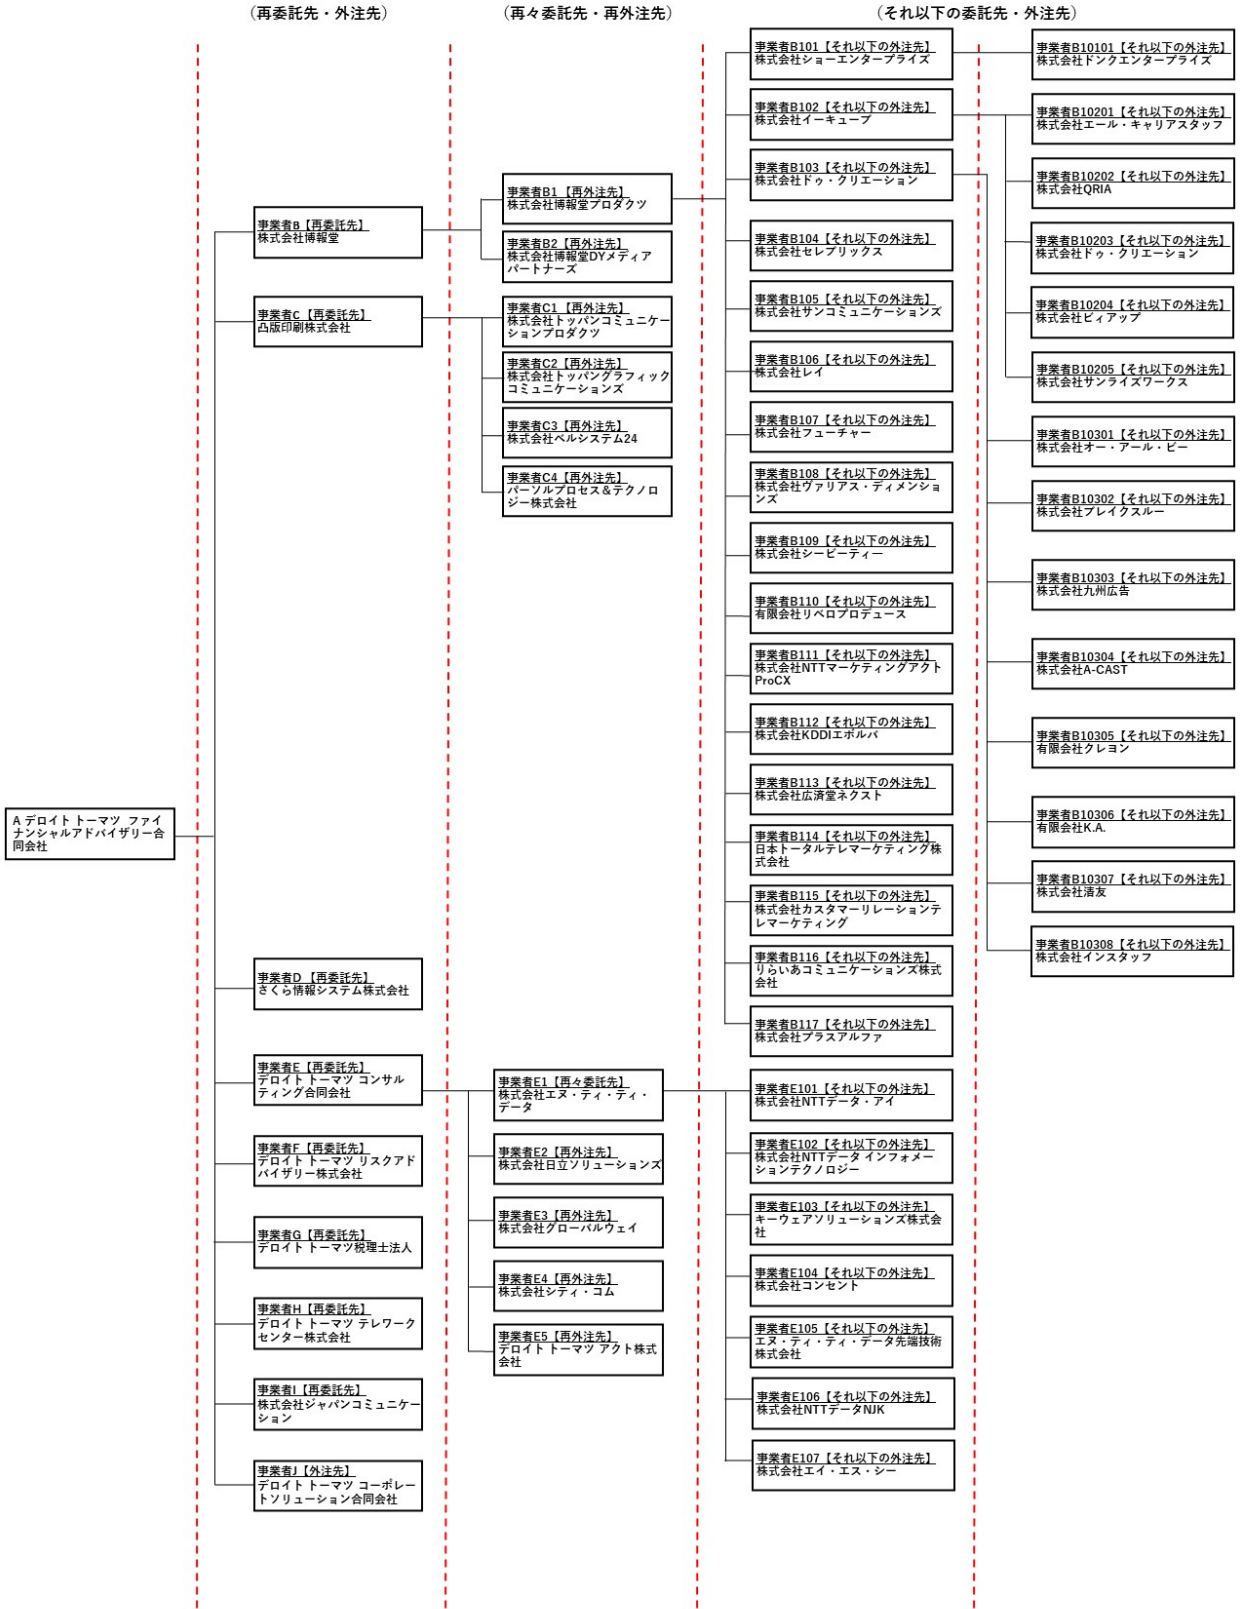 （再委託先・外注先）
（再々委託先・再外注先）
（それ以下の委託先・外注先）
A デロイト トーマツ ファイ
ナンシャルアドバイザリー合
同会社
事業者B【再委託先】
株式会社博報堂
事業者C【再委託先】
凸版印刷株式会社
事業者D 【再委託先】
さくら情報システム株式会社
事業者E【再委託先】
デロイト トーマツ コンサル
ティング合同会社
事業者F【再委託先】
デロイト トーマツ リスクアド
バイザリー株式会社
事業者G【再委託先】
デロイト トーマツ税理士法人
事業者H【再委託先】
デロイト トーマツ テレワーク
センター株式会社
事業者I【再委託先】
株式会社ジャパンコミュニケー
ション
事業者J【外注先】
デロイト トーマツ コーポレー
トソリューション合同会社
事業者B1 【再外注先】
株式会社博報堂プロダクツ
事業者B2【再外注先】
株式会社博報堂DYメディア
パートナーズ
事業者C1【再外注先】
株式会社トッパンコミュニケー
ションプロダクツ
事業者C2【再外注先】
株式会社トッパングラフィック
コミュニケーションズ
事業者C3【再外注先】
株式会社ベルシステム24
事業者C4【再外注先】
パーソルプロセス＆テクノロ
ジー株式会社
事業者E1【再々委託先】
株式会社エヌ・ティ・ティ・
データ
事業者E2【再外注先】
株式会社日立ソリューションズ
事業者E3【再外注先】
株式会社グローバルウェイ
事業者E4【再外注先】
株式会社シティ・コム
事業者E5【再外注先】
デロイト トーマツ アクト株式
会社
事業者B101【それ以下の外注先】
株式会社ショーエンタープライズ
事業者B102【それ以下の外注先】
株式会社イーキューブ
事業者B103【それ以下の外注先】
株式会社ドゥ・クリエーション
事業者B104【それ以下の外注先】
株式会社セレブリックス
事業者B105【それ以下の外注先】
株式会社サンコミュニケーションズ
事業者B106【それ以下の外注先】
株式会社レイ
事業者B107【それ以下の外注先】
株式会社フューチャー
事業者B108【それ以下の外注先】
株式会社ヴァリアス・ディメンショ
ンズ
事業者B109【それ以下の外注先】
株式会社シービーティー
事業者B110【それ以下の外注先】
有限会社リベロプロデュース
事業者B111【それ以下の外注先】
株式会社NTTマーケティングアクト
ProCX
事業者B112【それ以下の外注先】
株式会社KDDIエボルバ
事業者B113【それ以下の外注先】
株式会社広済堂ネクスト
事業者B114【それ以下の外注先】
日本トータルテレマーケティング株
式会社
事業者B115【それ以下の外注先】
株式会社カスタマーリレーションテ
レマーケティング
事業者B116【それ以下の外注先】
りらいあコミュニケーションズ株式
会社
事業者B117【それ以下の外注先】
株式会社プラスアルファ
事業者E101【それ以下の外注先】
株式会社NTTデータ・アイ
事業者E102【それ以下の外注先】
株式会社NTTデータ インフォメー
ションテクノロジー
事業者E103【それ以下の外注先】
キーウェアソリューションズ株式会
社
事業者E104【それ以下の外注先】
株式会社コンセント
事業者E105【それ以下の外注先】
エヌ・ティ・ティ・データ先端技術
株式会社
事業者E106【それ以下の外注先】
株式会社NTTデータNJK
事業者E107【それ以下の外注先】
株式会社エイ・エス・シー
事業者B10101【それ以下の外注先】
株式会社ドンクエンタープライズ
事業者B10201【それ以下の外注先】
株式会社エール・キャリアスタッフ
事業者B10202【それ以下の外注先】
株式会社QRIA
事業者B10203【それ以下の外注先】
株式会社ドゥ・クリエーション
事業者B10204【それ以下の外注先】
株式会社ビィアップ
事業者B10205【それ以下の外注先】
株式会社サンライズワークス
事業者B10301【それ以下の外注先】
株式会社オー・アール・ビー
事業者B10302【それ以下の外注先】
株式会社ブレイクスルー
事業者B10303【それ以下の外注先】
株式会社九州広告
事業者B10304【それ以下の外注先】
株式会社A-CAST
事業者B10305【それ以下の外注先】
有限会社クレヨン
事業者B10306【それ以下の外注先】
有限会社K.A.
事業者B10307【それ以下の外注先】
株式会社清友
事業者B10308【それ以下の外注先】
株式会社インスタッフ